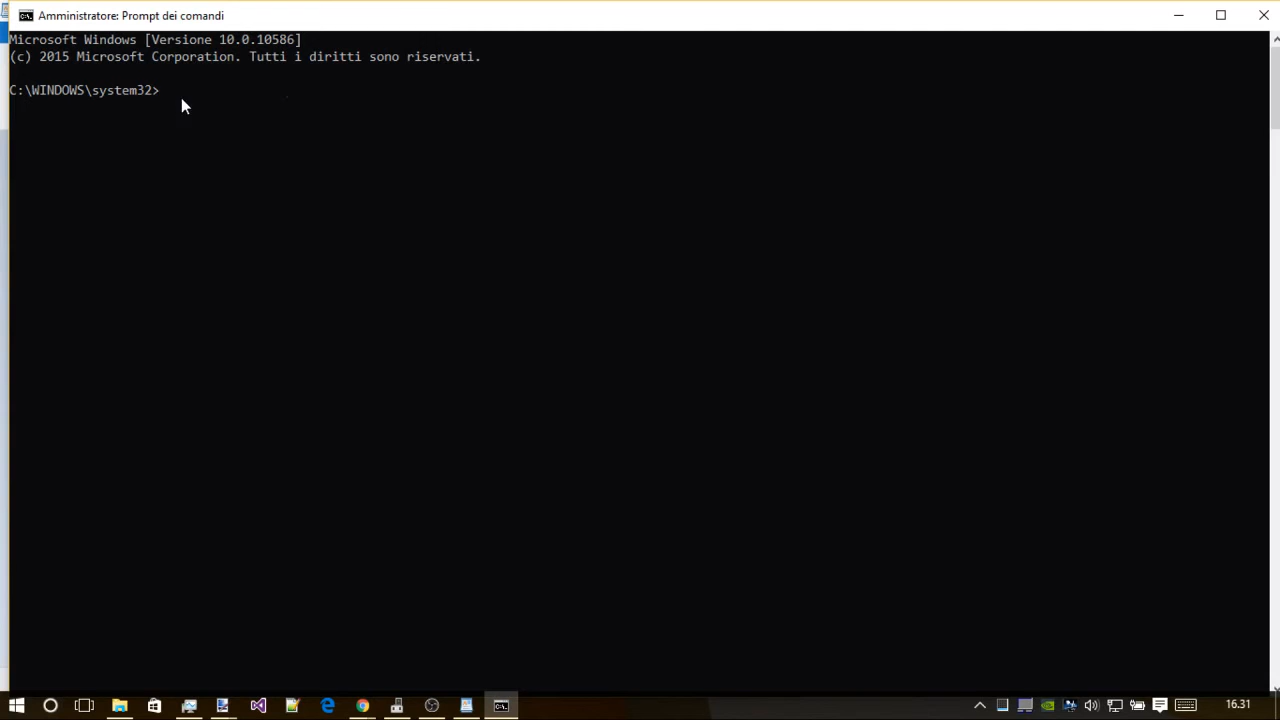 Amministratore: Prompt dei comandi
Microsoft Windows [Versione 10.0.10586]
(c) 2015 Microsoft Corporation. Tutti i diritti sono riservati.
C:\WINDOWS\system32>
16.31